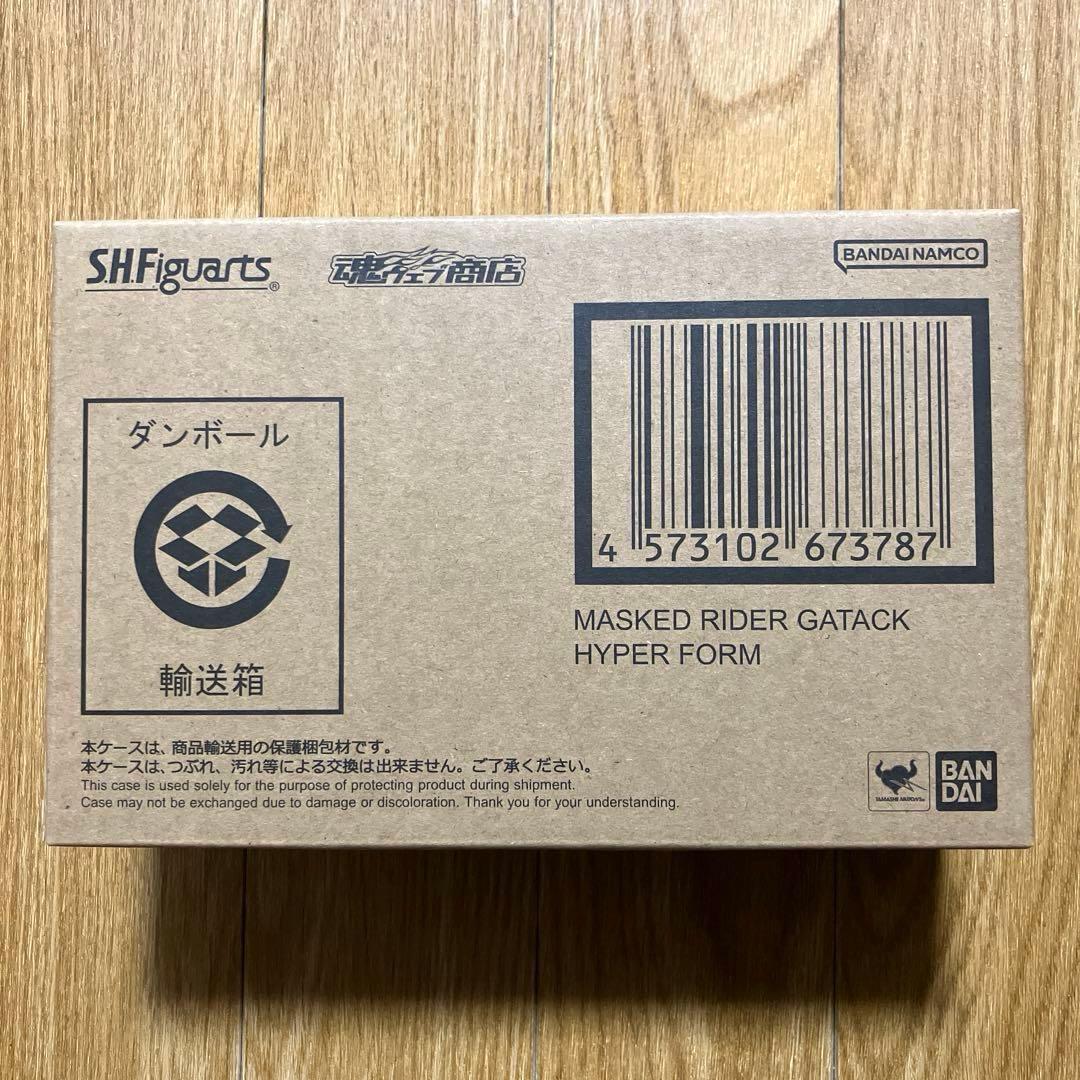 S.H.Figuarts®
魂ウェブ商店
BANDAI NAMCO
4 573102 673787
MASKED RIDER GATACK
HYPER FORM
ダンボール
輸送箱
本ケースは、商品輸送用の保護梱包材です。
本ケースは、つぶれ、汚れ等による交換は出来ません。ご了承ください。
This case is used solely for the purpose of protecting product during shipment.
Case may not be exchanged due to damage or discoloration. Thank you for your understanding.
TAMASHII NATIONS
BAN
DAI